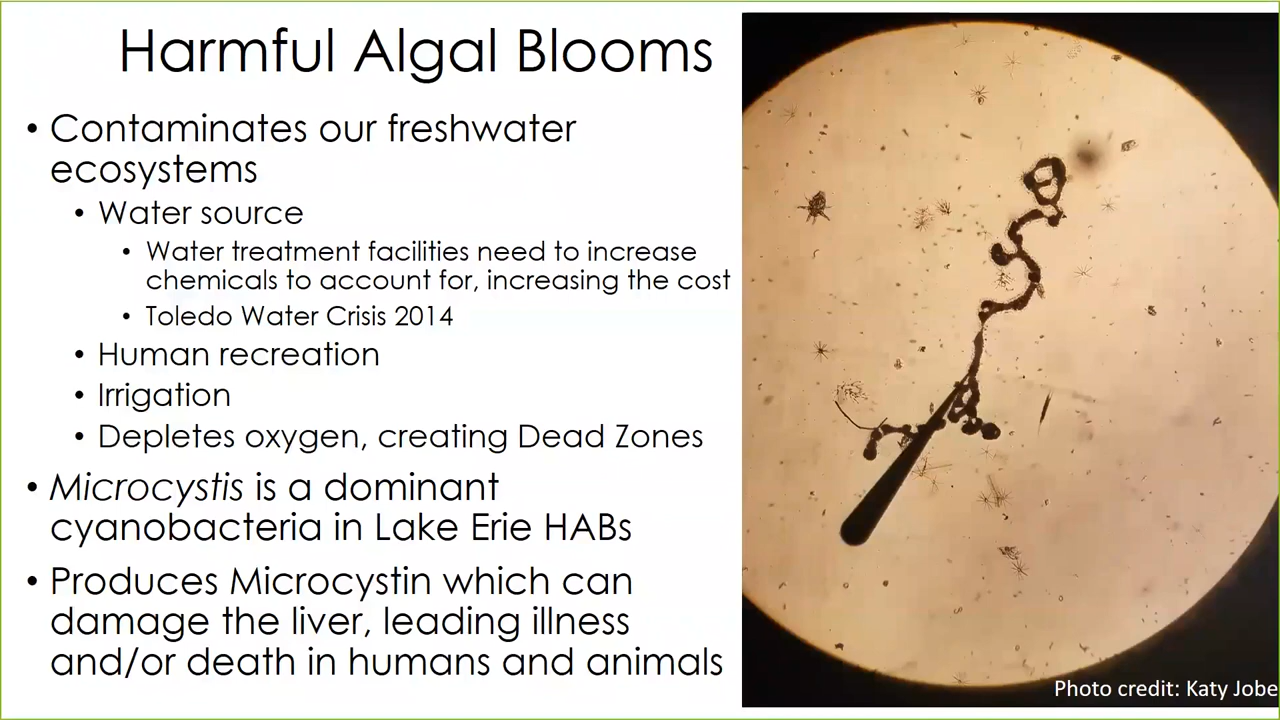 Harmful Algal Blooms
• Contaminates our freshwater
ecosystems
• Water source
• Water treatment facilities need to increase
chemicals to account for, increasing the cost
• Toledo Water Crisis 2014
• Human recreation
• Irrigation
• Depletes oxygen, creating Dead Zones
• Microcystis is a dominant
cyanobacteria in Lake Erie HABs
• Produces Microcystin which can
damage the liver, leading illness
and/or death in humans and animals
Photo credit: Katy Jobe